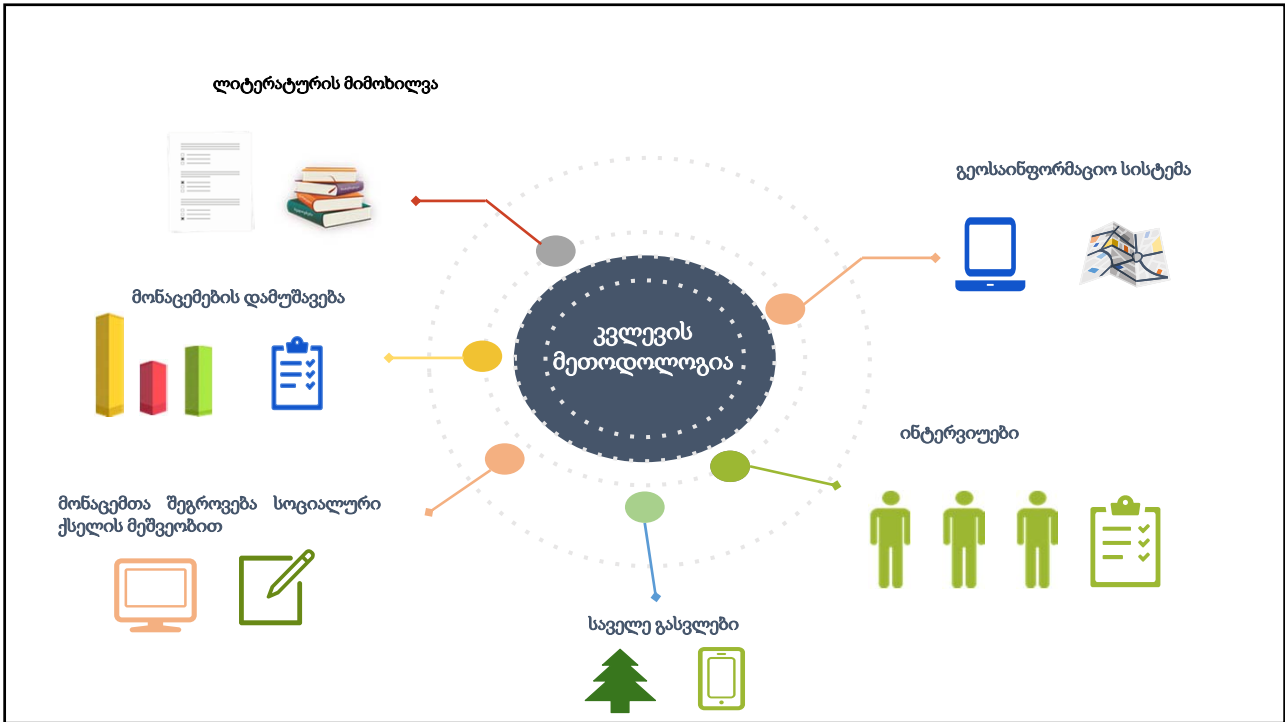 ლიტერატურის მიმოხილვა
გეოსაინფორმაციო სისტემა
მონაცემების დამუშავება
კვლევის
მეთოდოლოგია
ინტერვიუები
მონაცემთა შეგროვება სოციალური
ქსელის მეშვეობით
საველე გასვლები